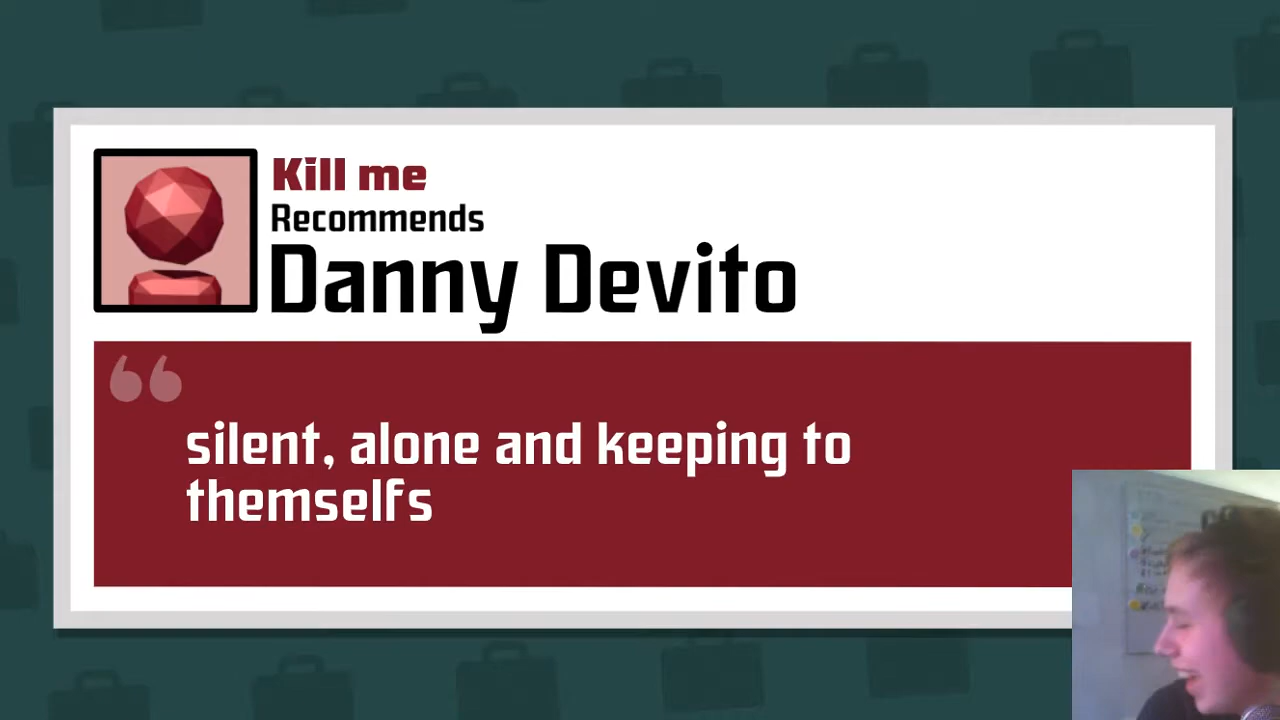 Kill me
Recommends
Danny Devito
silent, alone and keeping to
themselfs